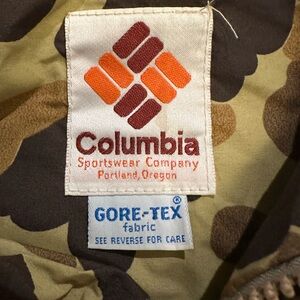 Columbia
Sportswear Company
Portland, Oregon
GORE-TEX®
fabric
SEE REVERSE FOR CARE